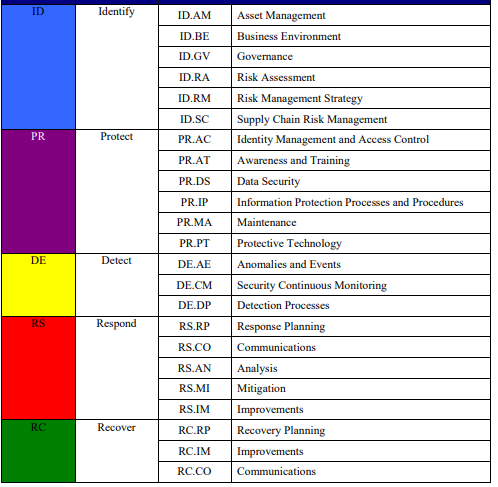 ID Identify ID.AM Asset Management
ID.BE Business Environment
ID.GV Governance
ID.RA Risk Assessment
ID.RM Risk Management Strategy
ID.SC Supply Chain Risk Management
PR Protect PR.AC Identity Management and Access Control
PR.AT Awareness and Training
PR.DS Data Security
PR.IP Information Protection Processes and Procedures
PR.MA Maintenance
PR.PT Protective Technology
DE Detect DE.AE Anomalies and Events
DE.CM Security Continuous Monitoring
DE.DP Detection Processes
RS Respond RS.RP Response Planning
RS.CO Communications
RS.AN Analysis
RS.MI Mitigation
RS.IM Improvements
RC Recover RC.RP Recovery Planning
RC.IM Improvements
RC.CO Communications